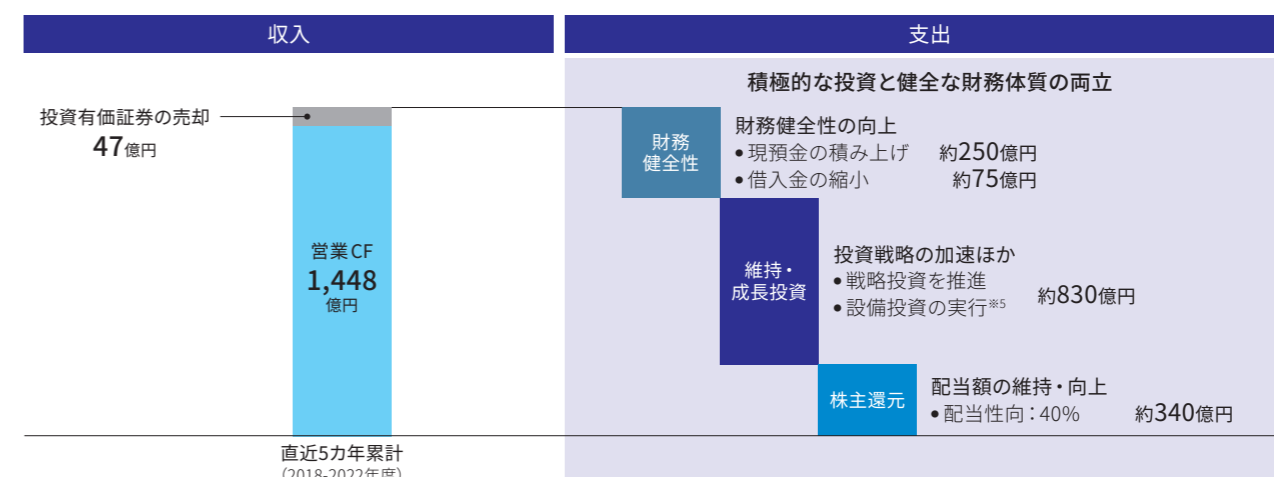 収入
支出
積極的な投資と健全な財務体質の両立
投資有価証券の売却
47億円
営業CF
1,448
億円
直近5カ年累計
(2018-2022年度)
財務
健全性
財務健全性の向上
•現預金の積み上げ 約250億円
•借入金の縮小 約75億円
維持・
成長投資
投資戦略の加速ほか
•戦略投資を推進
•設備投資の実行※5
約830億円
株主還元
配当額の維持・向上
•配当性向：40% 約340億円